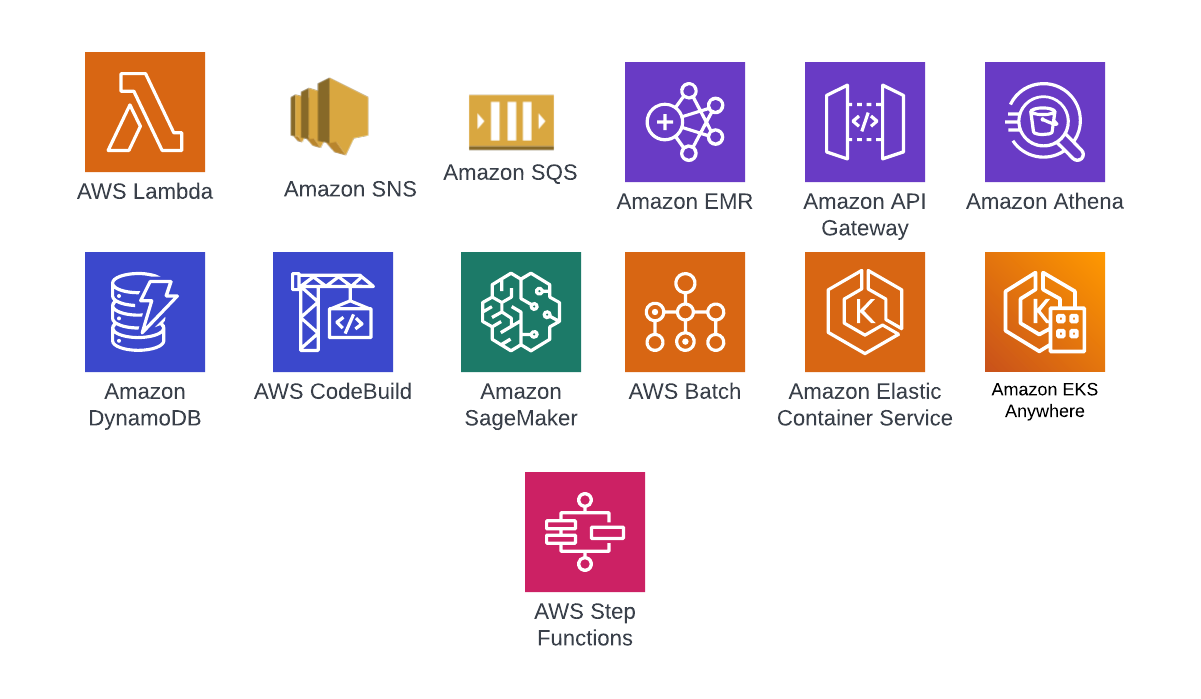 AWS Lambda
Amazon SNS
Amazon SQS
Amazon EMR
Amazon API
Gateway
Amazon Athena
Amazon
DynamoDB
AWS CodeBuild
Amazon
SageMaker
AWS Batch
K
Amazon Elastic
Container Service
K
Amazon EKS
Anywhere
AWS Step
Functions